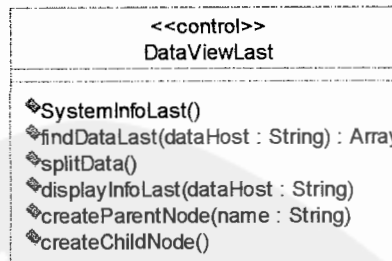 <<control>>
DataViewLast
SystemInfoLast()
findDataLast(dataHost : String) : Array
splitData()
displayInfoLast(dataHost : String)
createParentNode(name : String)
createChildNode()